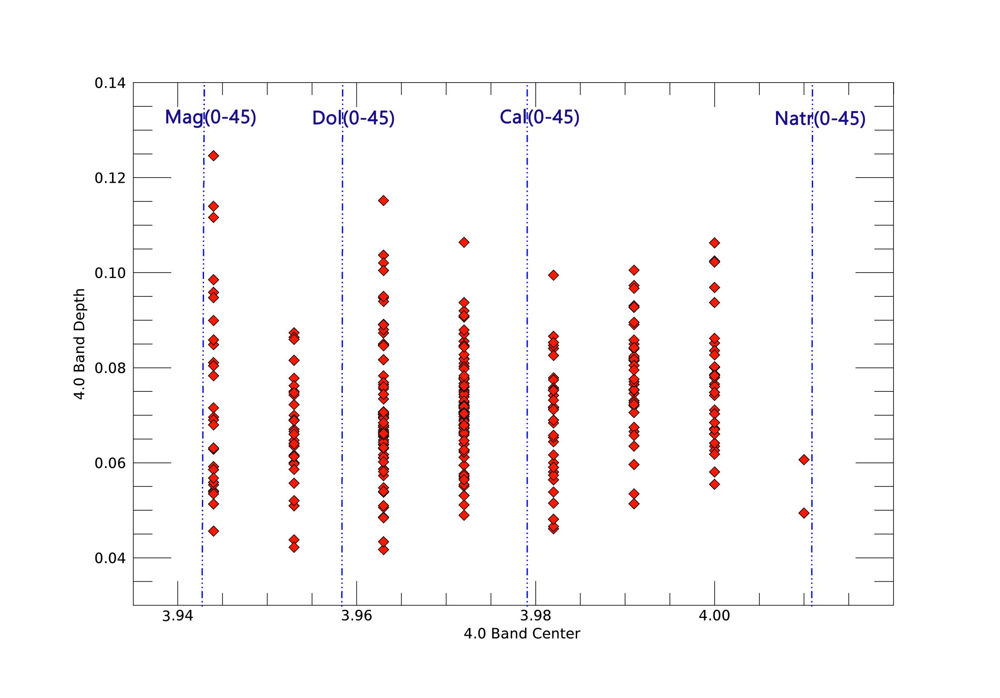 0.14
Mag(0-45) Dol(0-45) Cal(0-45) Natr(0-45)
0.12
0.10
4.0 Band Depth
0.08
0.06
0.04
3.94 3.96 3.98 4.00
4.0 Band Center